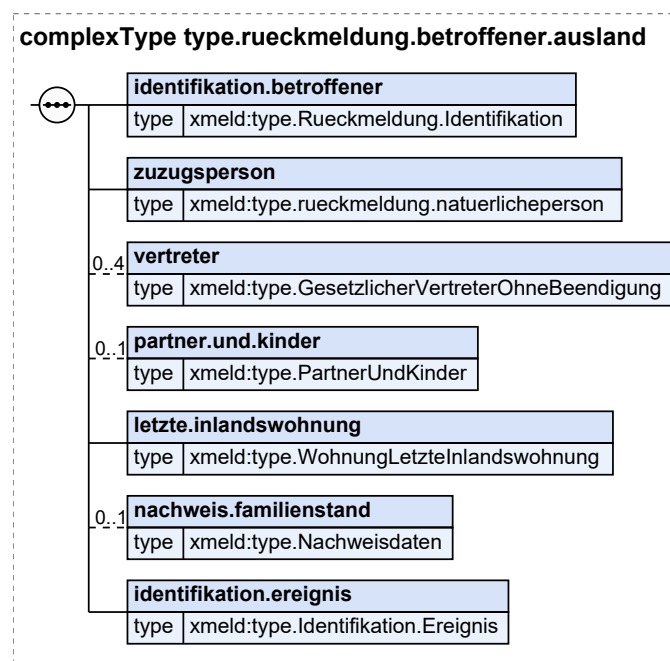 complexType type.rueckmeldung.betroffener.ausland
identifikation.betroffener
type xmeld:type.Rueckmeldung.Identifikation
zuzugsperson
type xmeld:type.rueckmeldung.natuerlicheperson
0..4 vertreter
type xmeld:type.GesetzlicherVertreterOhneBeendigung
0..1 partner.und.kinder
type xmeld:type.PartnerUndKinder
letzte.inlandswohnung
type xmeld:type.WohnungLetzteInlandswohnung
0..1 nachweis.familienstand
type xmeld:type.Nachweisdaten
identifikation.ereignis
type xmeld:type.Identifikation.Ereignis